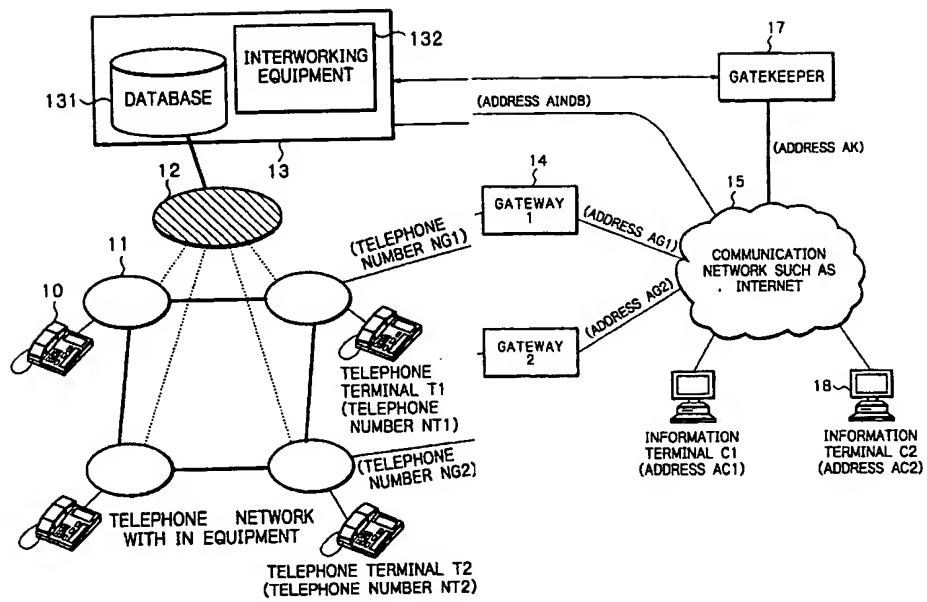 132
17
INTERWORKING
EQUIPMENT
GATEKEEPER
131
DATABASE
(ADDRESS AINDB)
13
(ADDRESS AK)
12
14
15
GATEWAY
1
(ADDRESS AG1)
(TELEPHONE
NUMBER NG1)
11
COMMUNICATION
NETWORK SUCH AS
INTERNET
10
(ADDRESS AG2)
GATEWAY
2
TELEPHONE
TERMINAL T1
(TELEPHONE
NUMBER NT1)
18
(TELEPHONE
NUMBER NG2)
INFORMATION
TERMINAL C1
(ADDRESS AC1)
INFORMATION
TERMINAL C2
(ADDRESS AC2)
TELEPHONE NETWORK
WITH IN EQUIPMENT
TELEPHONE TERMINAL T2
(TELEPHONE NUMBER NT2)